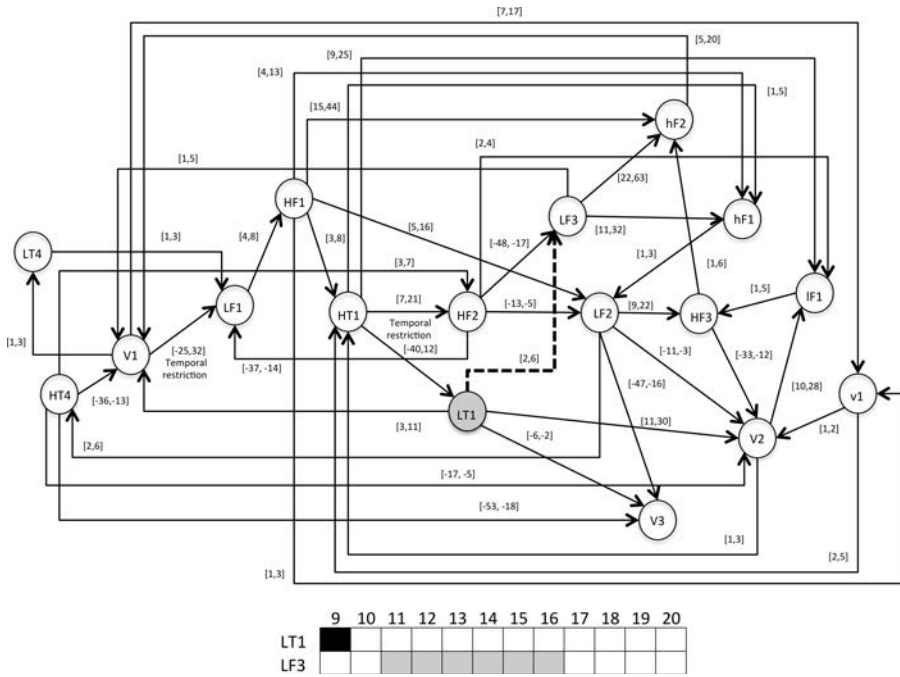 [7,17]
[9,25]
[5,20]
[4,13]
[1,5]
[15,44]
hF2
[2,4]
[1,5]
[22,63]
HF1
LF3
hF1
[5,16]
[11,32]
[1,3]
[4,8]
[3,8]
[-48, -17]
LT4
[3,7]
[1,3]
[1,6]
LF1
HT1
[7,21]
HF2
[-13,-5]
LF2
[9,22]
HF3
[1,5]
lF1
Temporal
restriction
[1,3]
V1
[-25,32]
Temporal
restriction
[-37, -14]
[-40,12]
[2,6]
[-11,-3]
[-33,-12]
HT4
[-36,-13]
[-47,-16]
[10,28]
v1
LT1
[3,11]
[11,30]
[1,2]
[2,6]
[-6,-2]
V2
[-17, -5]
[-53, -18]
V3
[1,3]
[2,5]
[1,3]
9 10 11 12 13 14 15 16 17 18 19 20
LT1
LF3